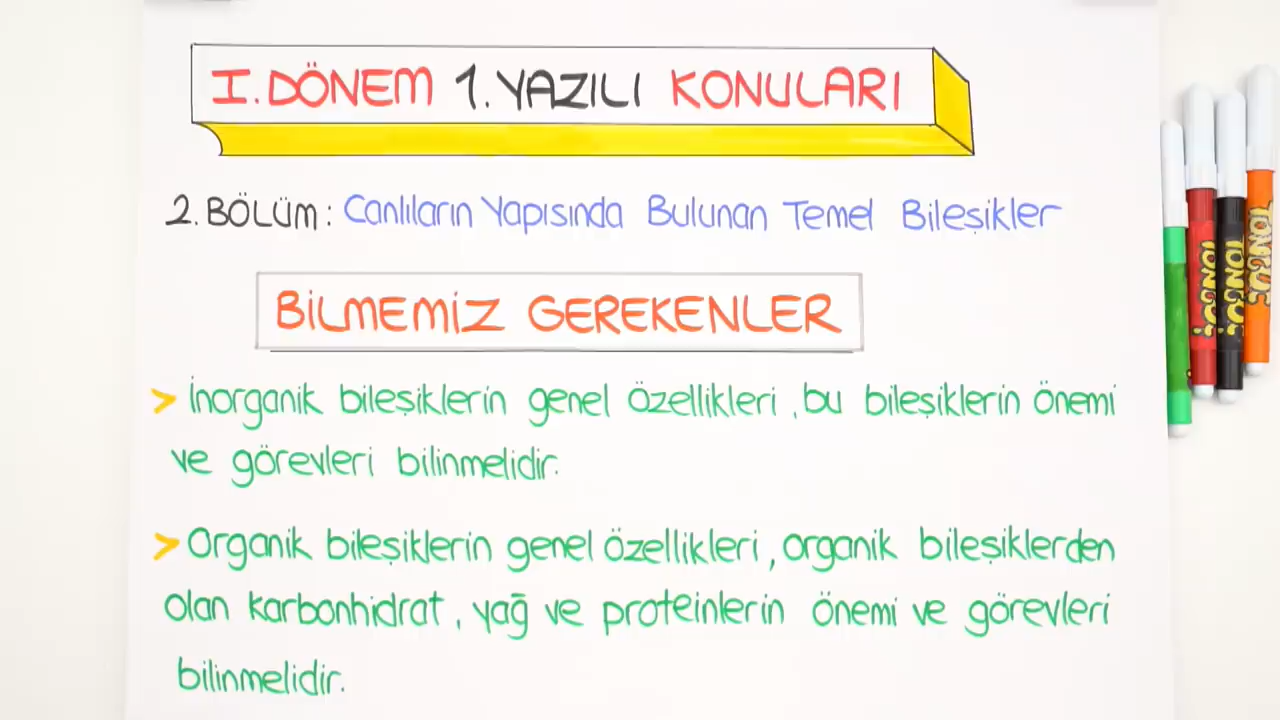 I. DÖNEM 1. YAZILI KONULARI
2. BÖLÜM: Canlıların Yapısında Bulunan Temel Bileşikler
BİLMEMİZ GEREKENLER
> İnorganik bileşiklerin genel özellikleri, bu bileşiklerin önemi
ve görevleri bilinmelidir.
> Organik bileşiklerin genel özellikleri, organik bileşiklerden
olan karbonhidrat, yağ ve proteinlerin önemi ve görevleri
bilinmelidir.